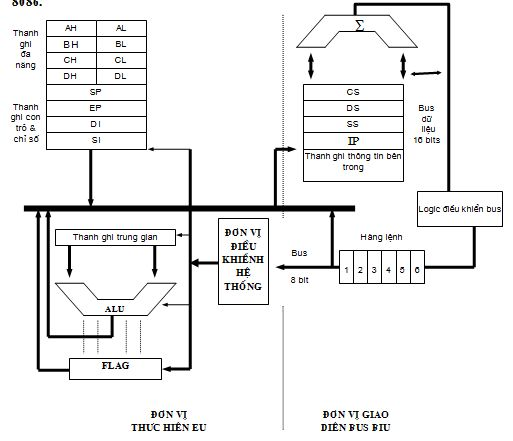 8086.
Thanh
ghi
đa
năng
AH AL
BH BL
CH CL
DH DL
Thanh
ghi con
trỏ &
chỉ số
SP
EP
DI
SI
Σ
CS
DS
SS
IP
Thanh ghi thông tin bên
trong
Bus
dữ
liệu
16 bits
Logic điều khiển bus
Thanh ghi trung gian
ALU
FLAG
ĐƠN VỊ
ĐIỀU
KHIỂNH
HỆ
THỐNG
Bus
8 bit
Hàng lệnh
1 2 3 4 5 6
ĐƠN VỊ
THỰC HIỆN EU
ĐƠN VỊ GIAO
DIỆN BUS BIU